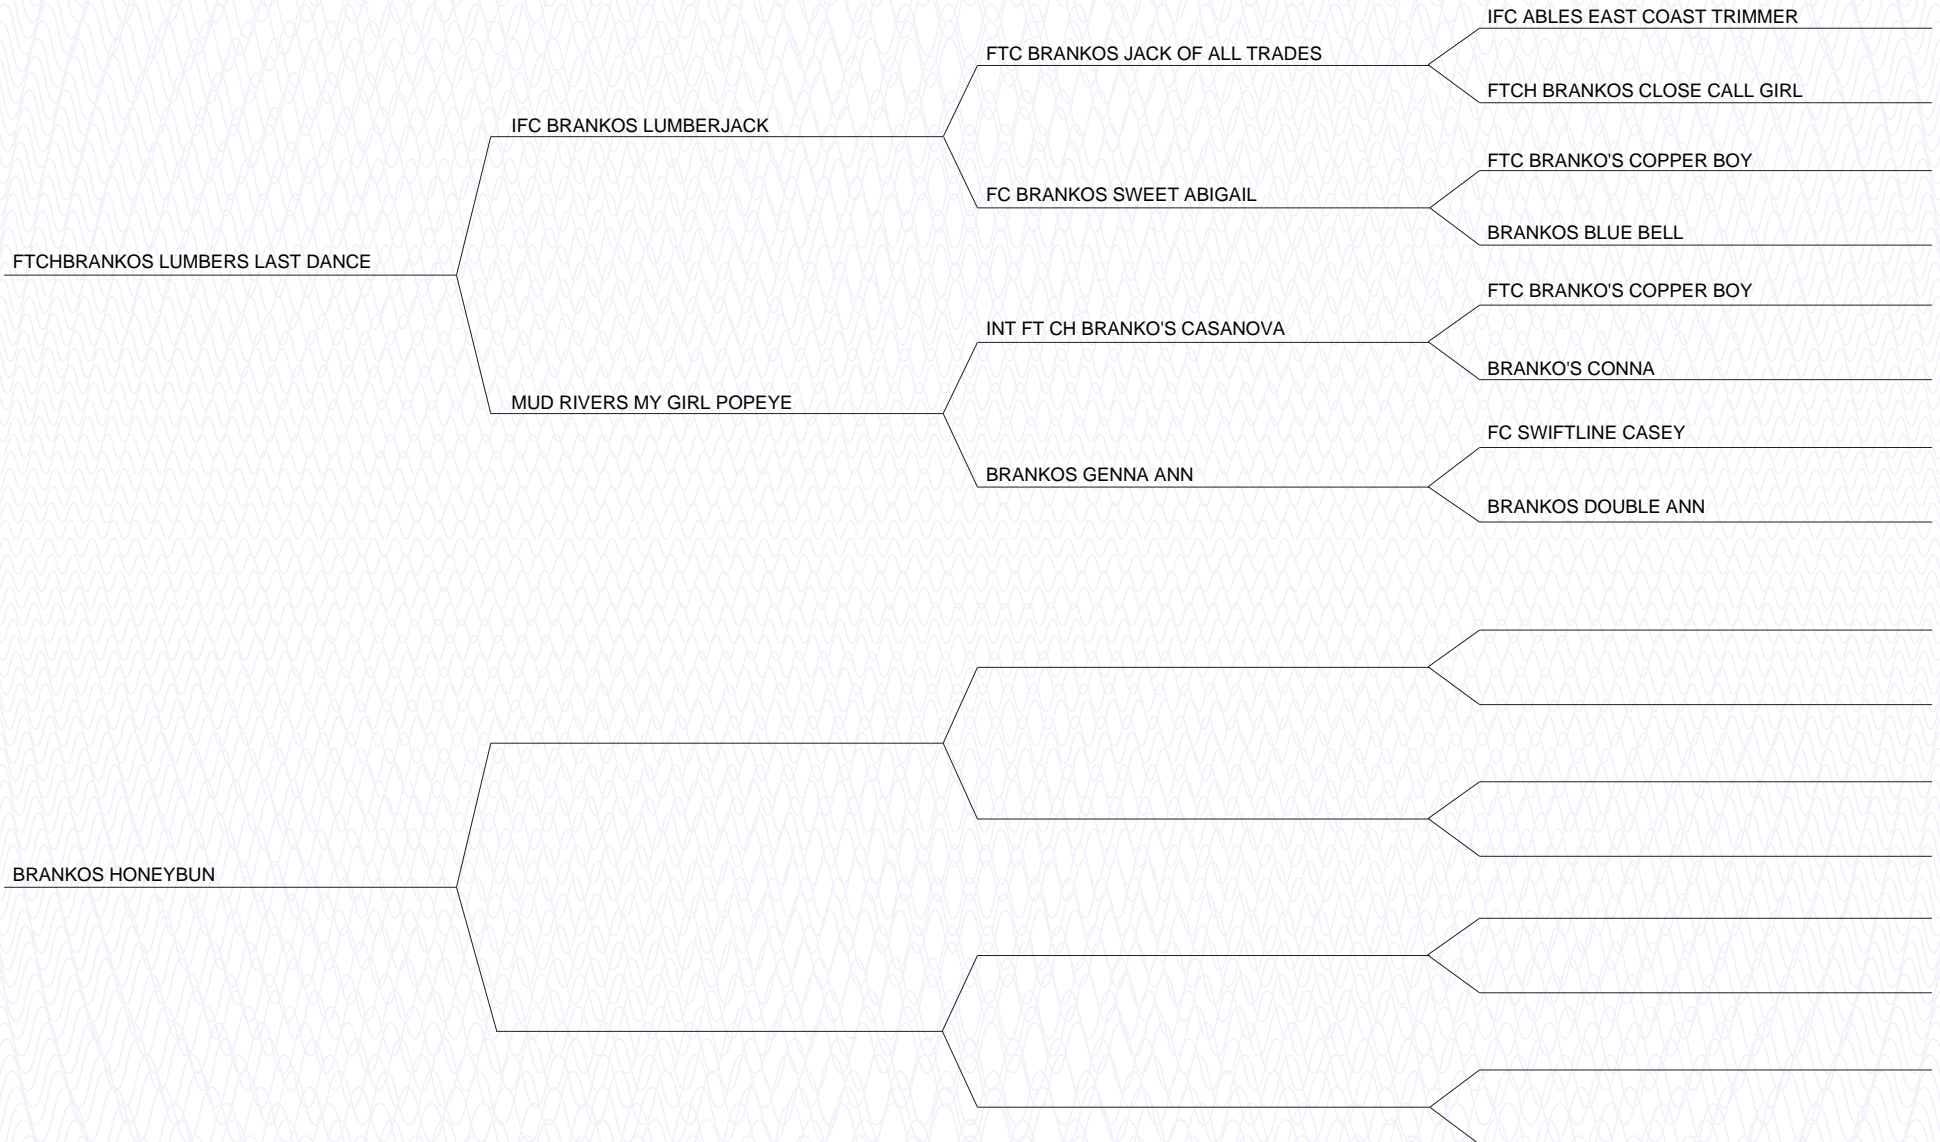 IFC ABLES EAST COAST TRIMMER
FTC BRANKOS JACK OF ALL TRADES
FTCH BRANKOS CLOSE CALL GIRL
IFC BRANKOS LUMBERJACK
FTC BRANKO'S COPPER BOY
FC BRANKOS SWEET ABIGAIL
BRANKOS BLUE BELL
FTCHBRANKOS LUMBERS LAST DANCE
FTC BRANKO'S COPPER BOY
INT FT CH BRANKO'S CASANOVA
BRANKO'S CONNA
MUD RIVERS MY GIRL POPEYE
FC SWIFTLINE CASEY
BRANKOS GENNA ANN
BRANKOS DOUBLE ANN
BRANKOS HONEYBUN